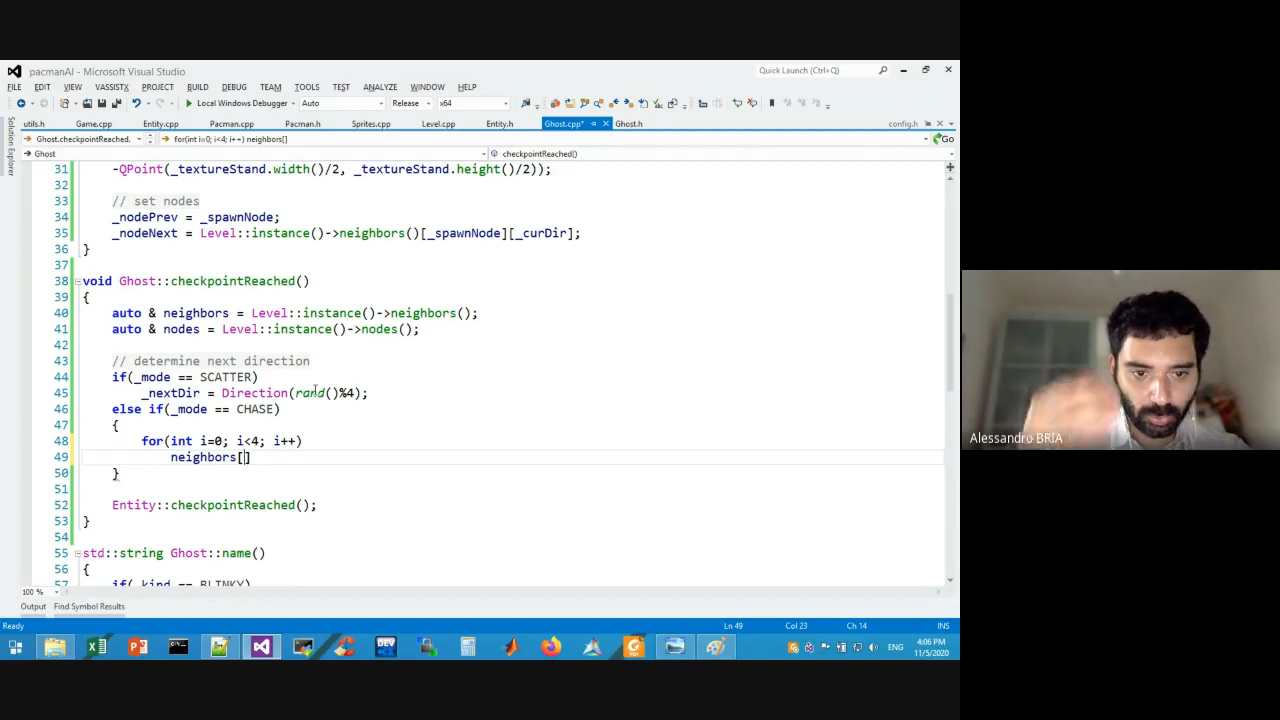 pacmanAI - Microsoft Visual Studio
Quick Launch (Ctrl+Q)
FILE EDIT VIEW VASSISTX PROJECT BUILD DEBUG TEAM TOOLS TEST ANALYZE WINDOW HELP
Local Windows Debugger Auto Release x64
utils.h Game.cpp Entity.cpp Pacman.cpp Pacman.h Sprites.cpp Level.cpp Entity.h Ghost.cpp* Ghost.h config.h
Ghost.checkpointReached. for(int i=0; i<4; i++) neighbors[] Go
Ghost checkpointReached()
Solution Explorer
31 -QPoint(_textureStand.width()/2, _textureStand.height()/2));
32
33 // set nodes
34 _nodePrev = _spawnNode;
35 _nodeNext = Level::instance()->neighbors()[_spawnNode][_curDir];
36 }
37
38 void Ghost::checkpointReached()
39 {
40 auto & neighbors = Level::instance()->neighbors();
41 auto & nodes = Level::instance()->nodes();
42
43 // determine next direction
44 if(_mode == SCATTER)
45 _nextDir = Direction(rand()%4);
46 else if(_mode == CHASE)
47 {
48 for(int i=0; i<4; i++)
49 neighbors[]
50 }
51
52 Entity::checkpointReached();
53 }
54
55 std::string Ghost::name()
56 {
57 if(_kind == BLINKY)
100 %
Output Find Symbol Results
Ready Ln 49 Col 23 Ch 14 INS
ENG
4:06 PM
11/5/2020
Alessandro BRIA